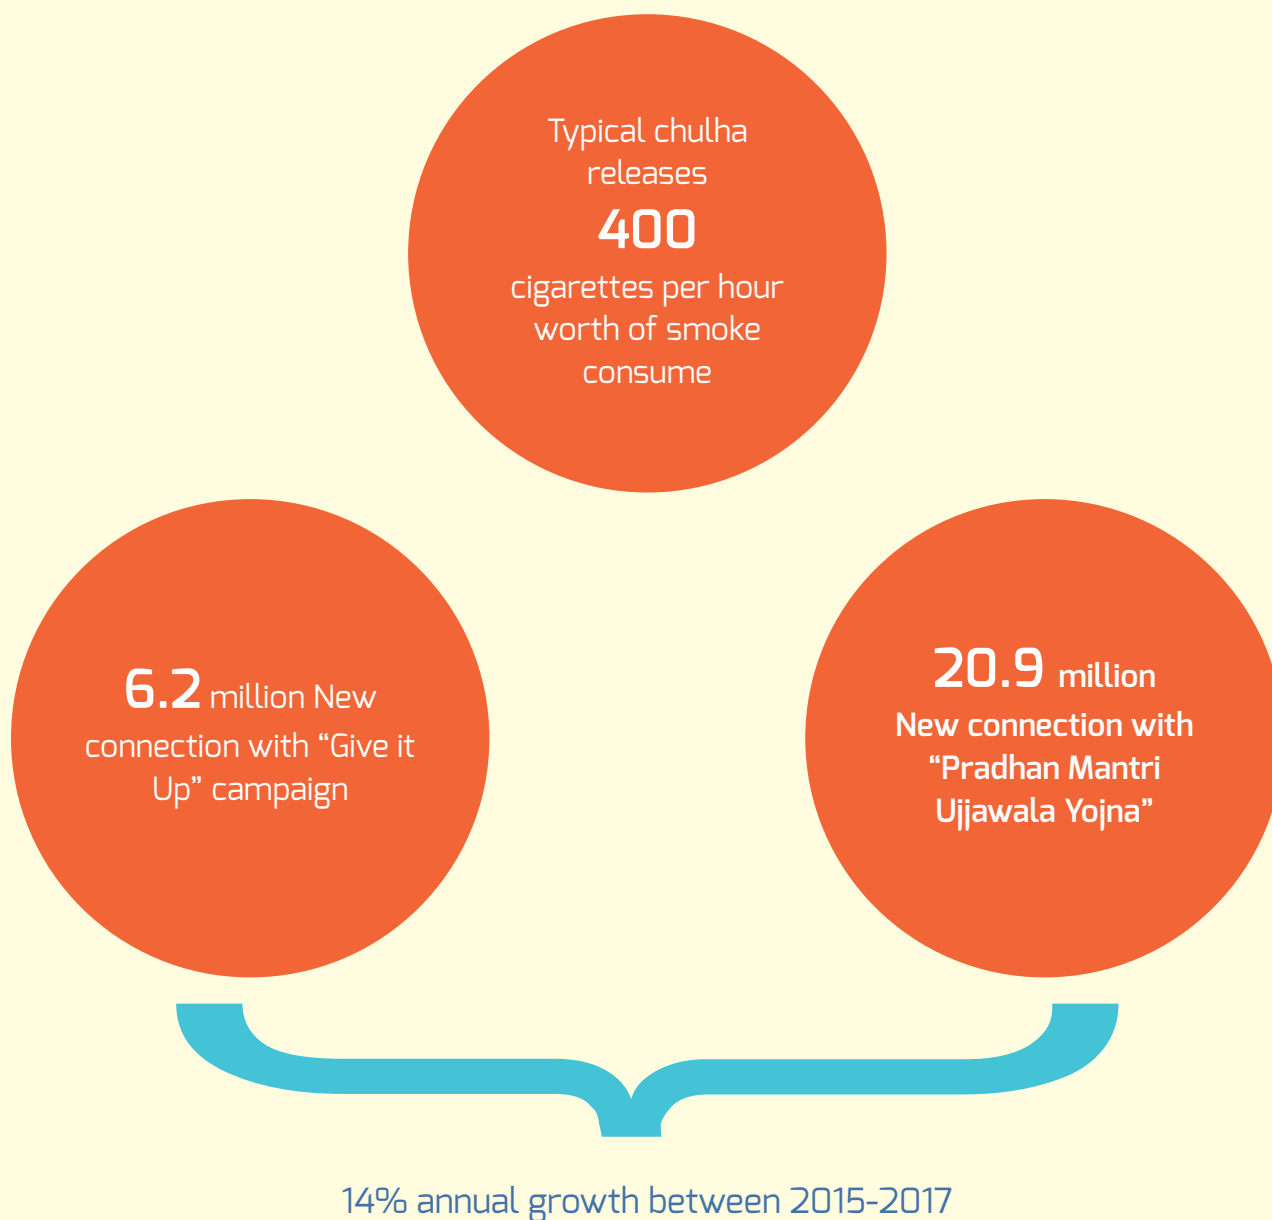 Typical chulha
releases
400
cigarettes per hour
worth of smoke
consume
6.2 million New
connection with “Give it
Up” campaign
20.9 million
New connection with
“Pradhan Mantri
Ujjawala Yojna”
14% annual growth between 2015-2017